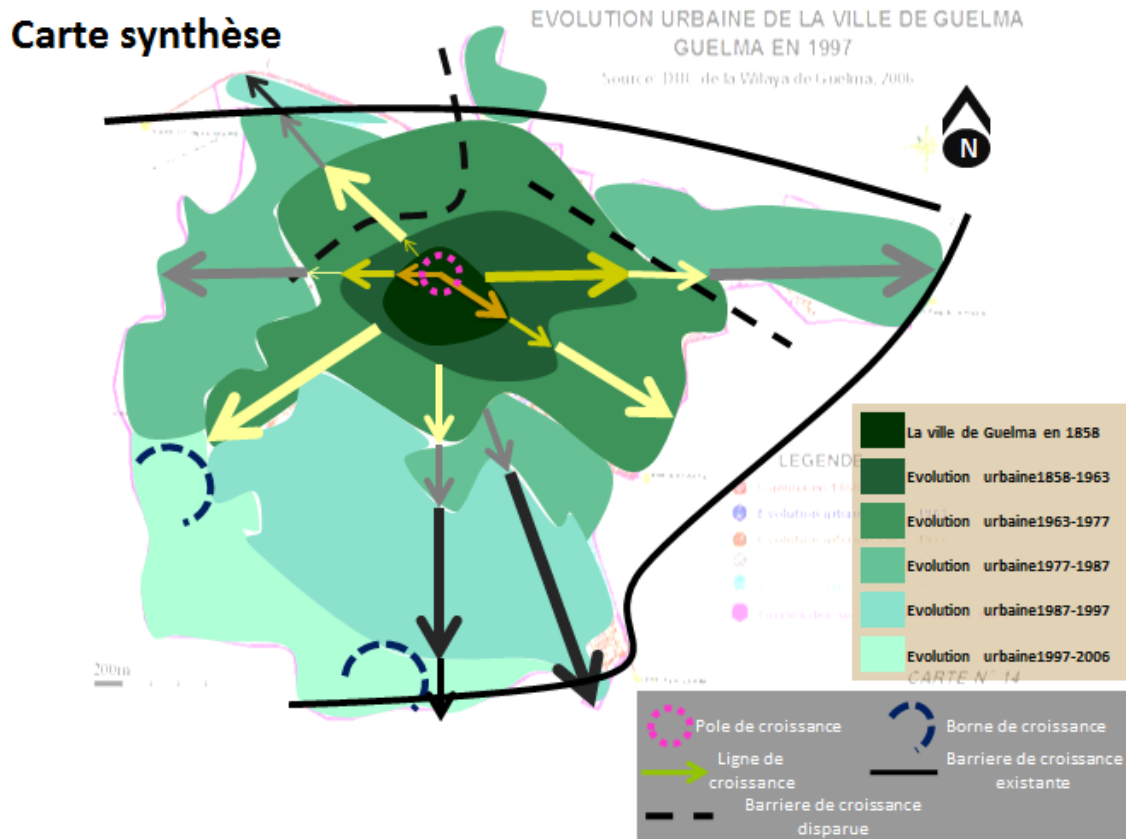 Carte synthèse
EVOLUTION URBAINE DE LA VILLE DE GUELMA
GUELMA EN 1997
Source: de la Wilaya de Guelma, 2006
N
La ville de Guelma en 1858
Evolution urbaine1858-1963
Evolution urbaine1963-1977
Evolution urbaine1977-1987
Evolution urbaine1987-1997
Evolution urbaine1997-2006
LEGENDE
200m
CARTE N° 14
Pole de croissance
Borne de croissance
Ligne de
croissance
Barriere de croissance
existante
Barriere de croissance
disparue